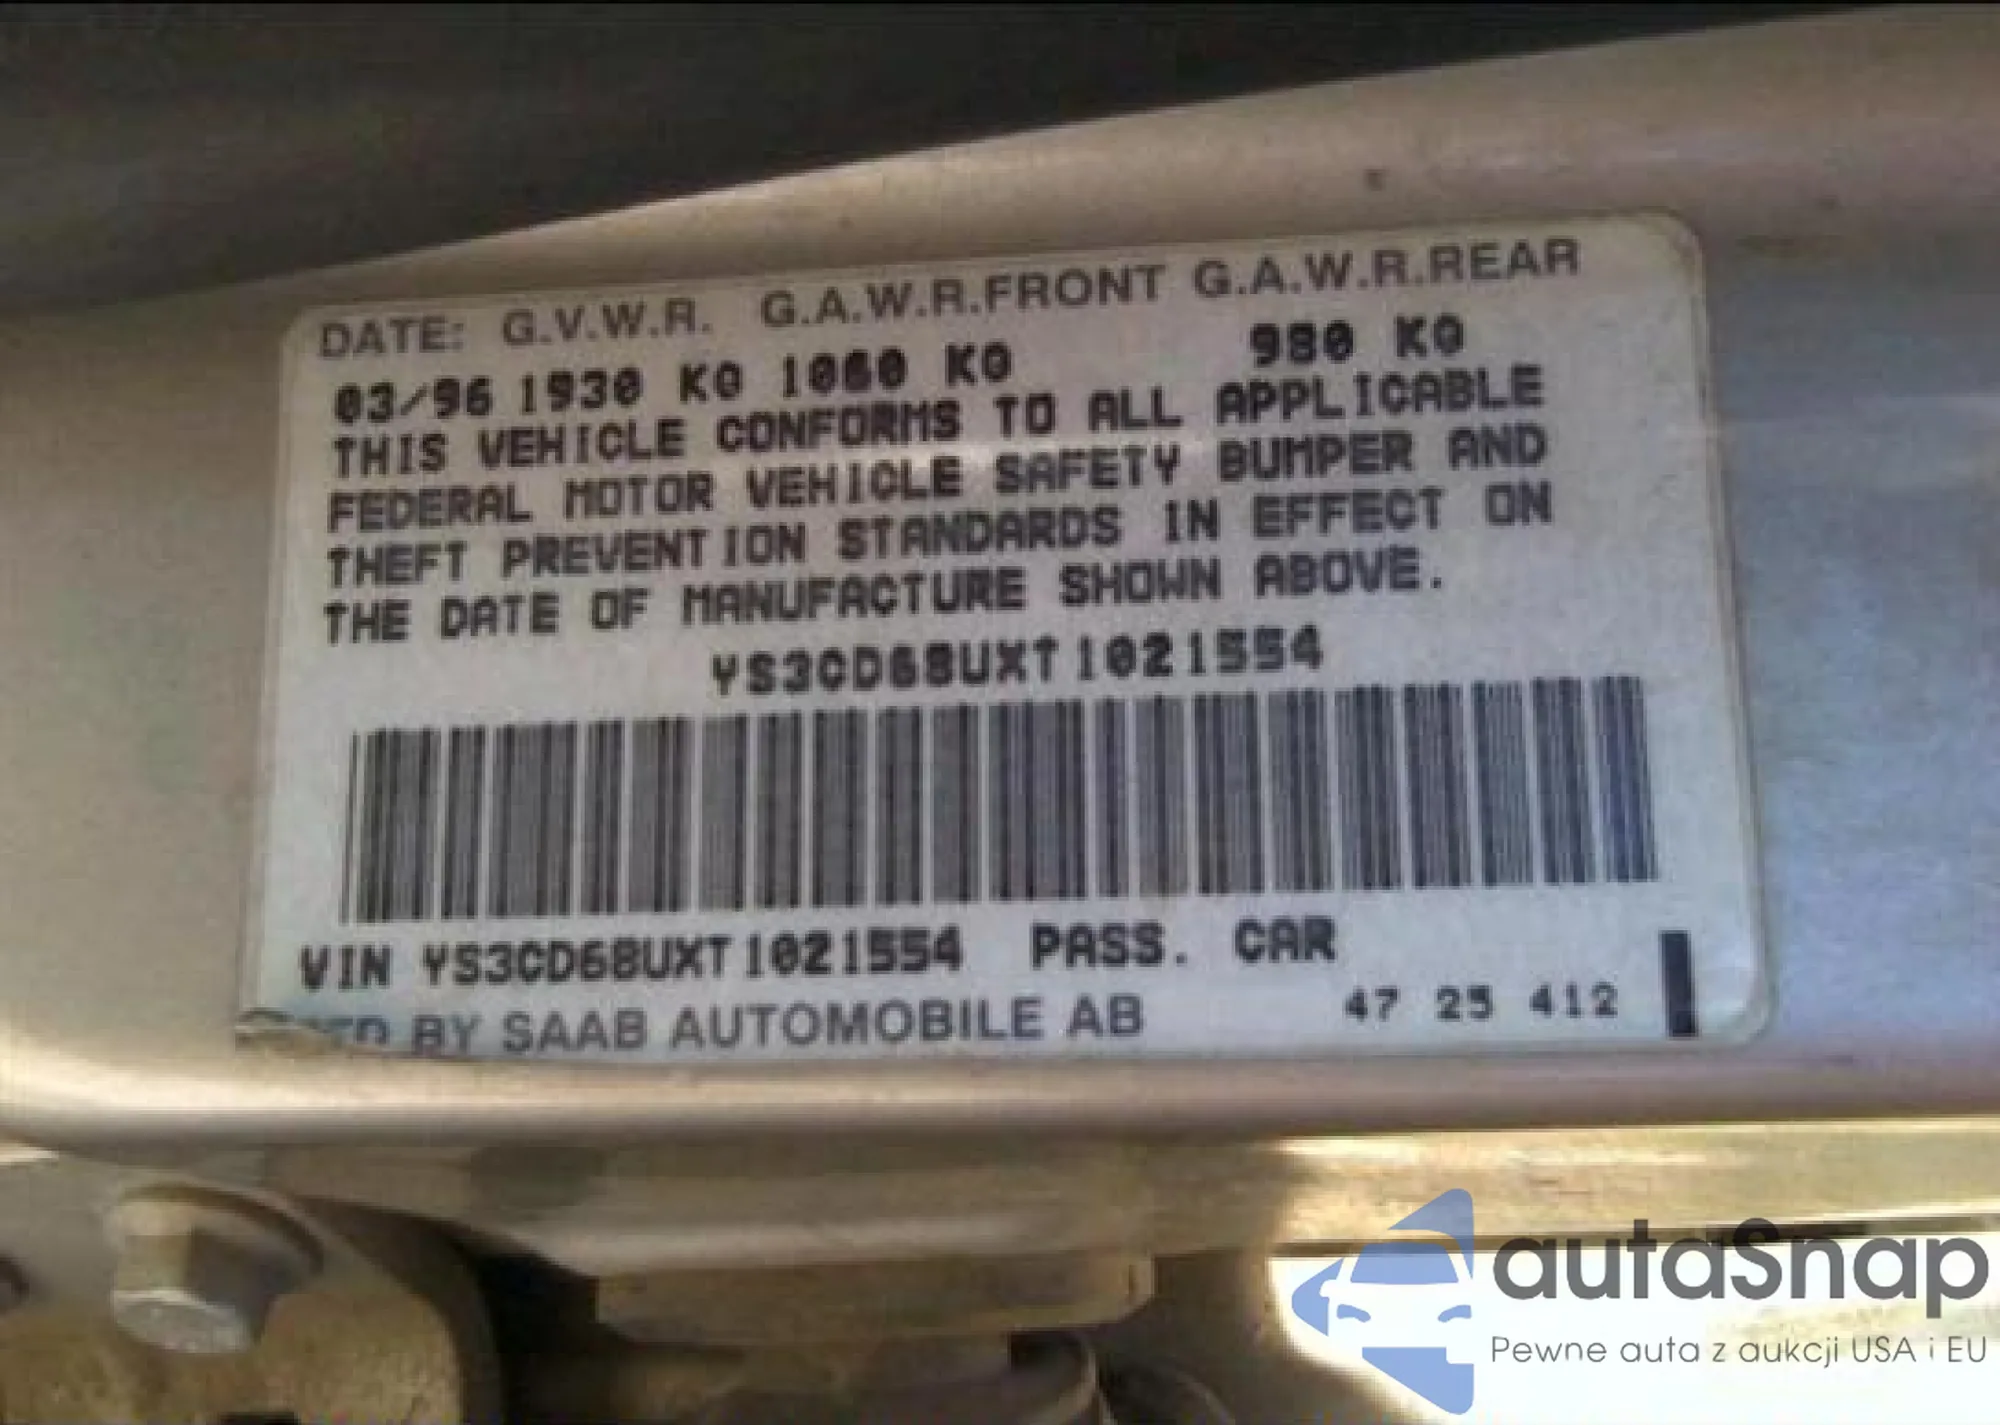 DATE: G.V.W.R. G.A.W.R.FRONT G.A.W.R.REAR
03/96 1930 KG 1060 KG 980 KG
THIS VEHICLE CONFORMS TO ALL APPLICABLE
FEDERAL MOTOR VEHICLE SAFETY BUMPER AND
THEFT PREVENTION STANDARDS IN EFFECT ON
THE DATE OF MANUFACTURE SHOWN ABOVE.
YS3CD68UXT1021554
VIN YS3CD68UXT1021554 PASS. CAR
BY SAAB AUTOMOBILE AB 47 25 412
autaSnap
Pewne auta z aukcji USA i EU